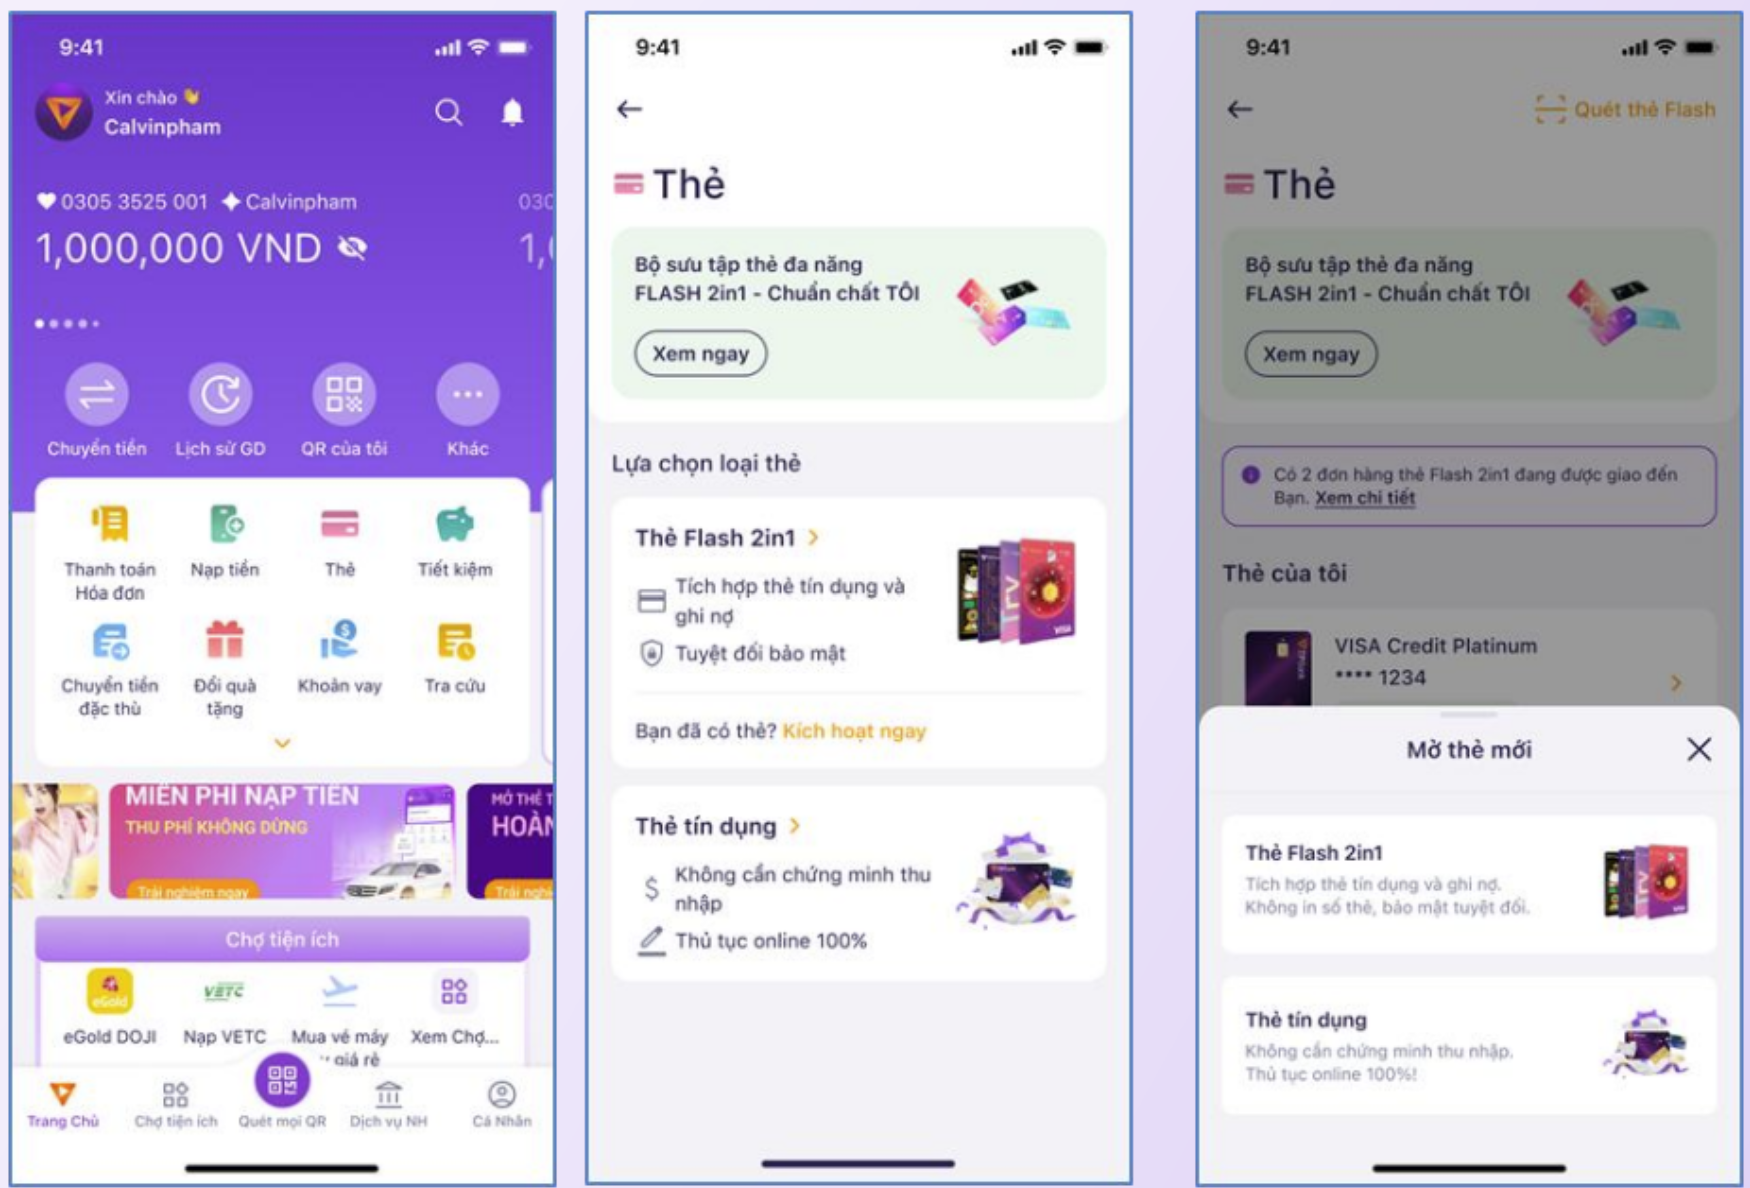 9:41
Xin chào
Calvinpham
0305 3525 001 Calvinpham
030
1,000,000 VND
1,0
Chuyển tiền
Lịch sử GD
QR của tôi
Khác
Thanh toán
Hóa đơn
Nạp tiền
Thẻ
Tiết kiệm
Chuyển tiền
đặc thù
Đổi quà
tặng
Khoản vay
Tra cứu
MIỄN PHÍ NẠP TIỀN
THU PHÍ KHÔNG DỪNG
Trải nghiệm ngay
MỞ THẺ T
HOÀN
Trải ngh
Chợ tiện ích
eGold
VETC
eGold DOJI
Nạp VETC
Mua vé máy
giá rẻ
Xem Chợ...
Trang Chủ
Chợ tiện ích
Quét mọi QR
Dịch vụ NH
Cá Nhân
9:41
Thẻ
Bộ sưu tập thẻ đa năng
FLASH 2in1 - Chuẩn chất TÔI
Xem ngay
Lựa chọn loại thẻ
Thẻ Flash 2in1 >
Tích hợp thẻ tín dụng và
ghi nợ
Tuyệt đối bảo mật
VISA
Bạn đã có thẻ? Kích hoạt ngay
Thẻ tín dụng >
Không cần chứng minh thu
nhập
Thủ tục online 100%
9:41
Quét thẻ Flash
Thẻ
Bộ sưu tập thẻ đa năng
FLASH 2in1 - Chuẩn chất TÔI
Xem ngay
Có 2 đơn hàng thẻ Flash 2in1 đang được giao đến
Bạn. Xem chi tiết
Thẻ của tôi
VISA Credit Platinum
**** 1234
Mở thẻ mới
Thẻ Flash 2in1
Tích hợp thẻ tín dụng và ghi nợ.
Không in số thẻ, bảo mật tuyệt đối.
Thẻ tín dụng
Không cần chứng minh thu nhập.
Thủ tục online 100%!